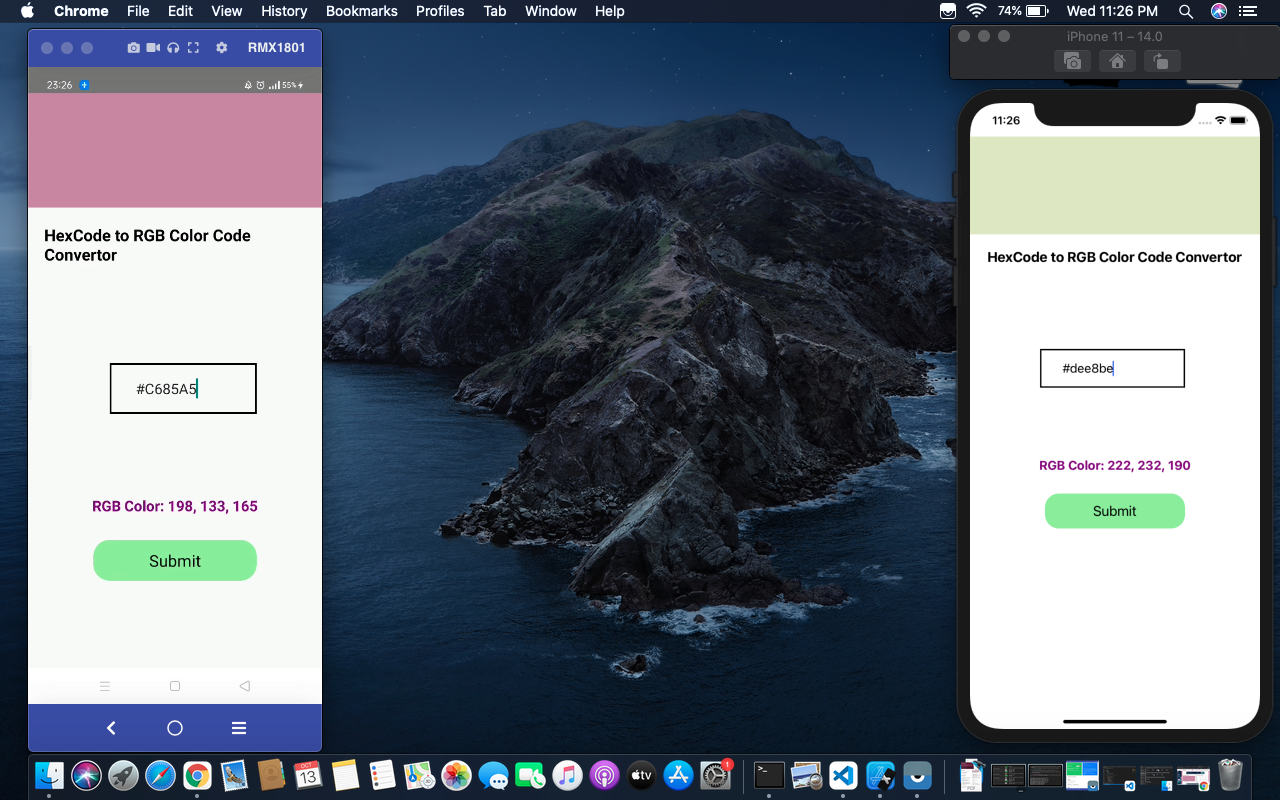 Chrome File Edit View History Bookmarks Profiles Tab Window Help 74% Wed 11:26 PM
RMX1801
23:26 55%
HexCode to RGB Color Code
Convertor
#C685A5
RGB Color: 198, 133, 165
Submit
iPhone 11 – 14.0
11:26
HexCode to RGB Color Code Convertor
#dee8be
RGB Color: 222, 232, 190
Submit
OCT
13
tv
1